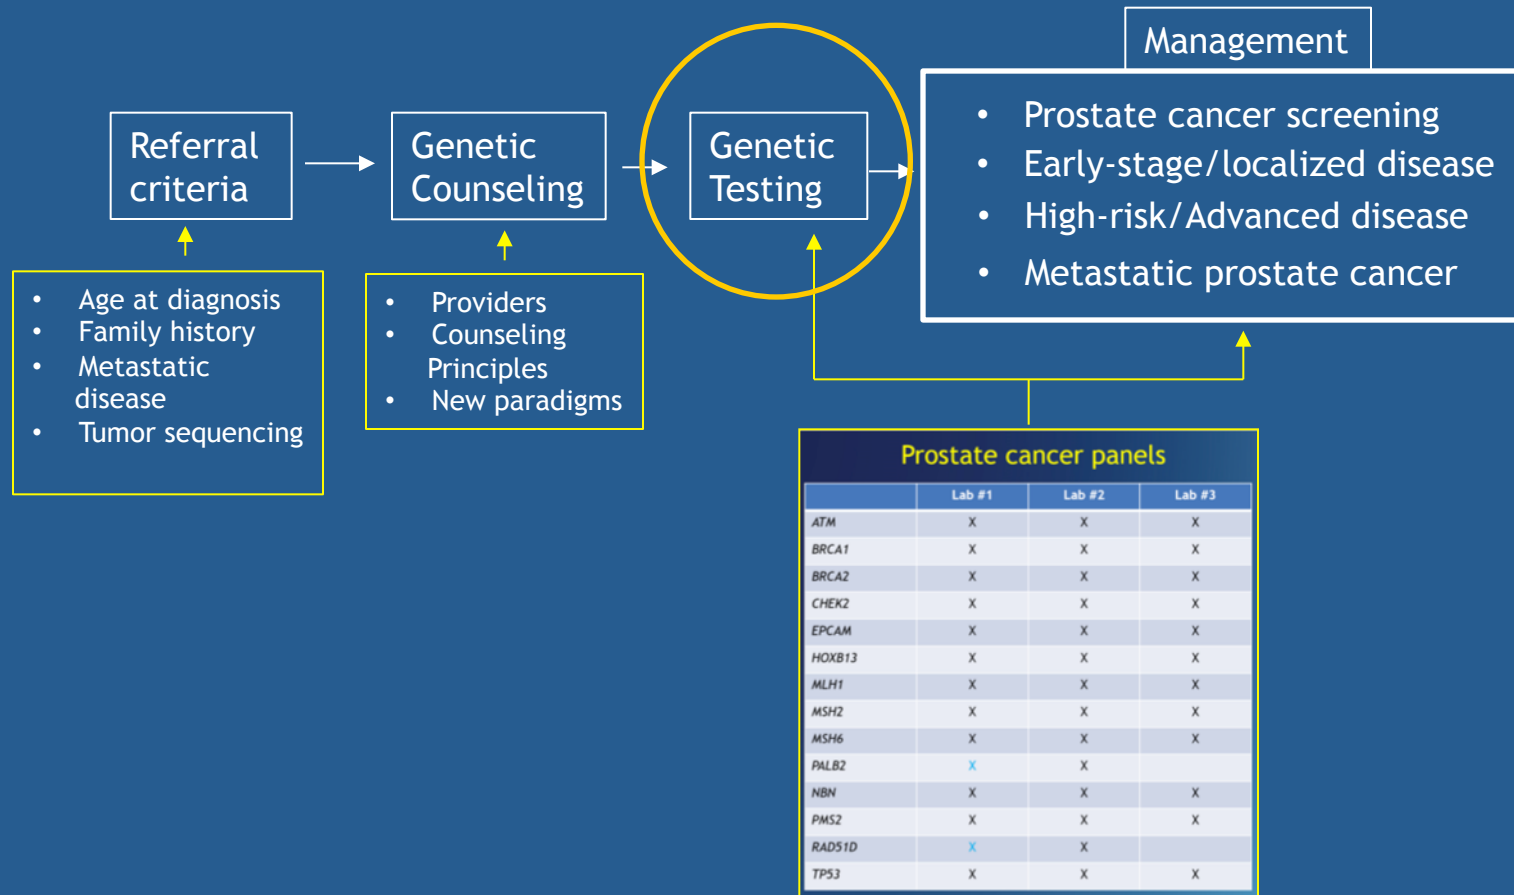 Management
Referral
criteria
Genetic
Counseling
Genetic
Testing
• Prostate cancer screening
• Early-stage/localized disease
• High-risk/Advanced disease
• Metastatic prostate cancer
• Age at diagnosis
• Family history
• Metastatic
disease
• Tumor sequencing
• Providers
• Counseling
Principles
• New paradigms
Prostate cancer panels
Lab #1 Lab #2 Lab #3
ATM X X X
BRCA1 X X X
BRCA2 X X X
CHEK2 X X X
EPCAM X X X
HOXB13 X X X
MLH1 X X X
MSH2 X X X
MSH6 X X X
PALB2 X X
NBN X X X
PMS2 X X X
RAD51D X X
TP53 X X X